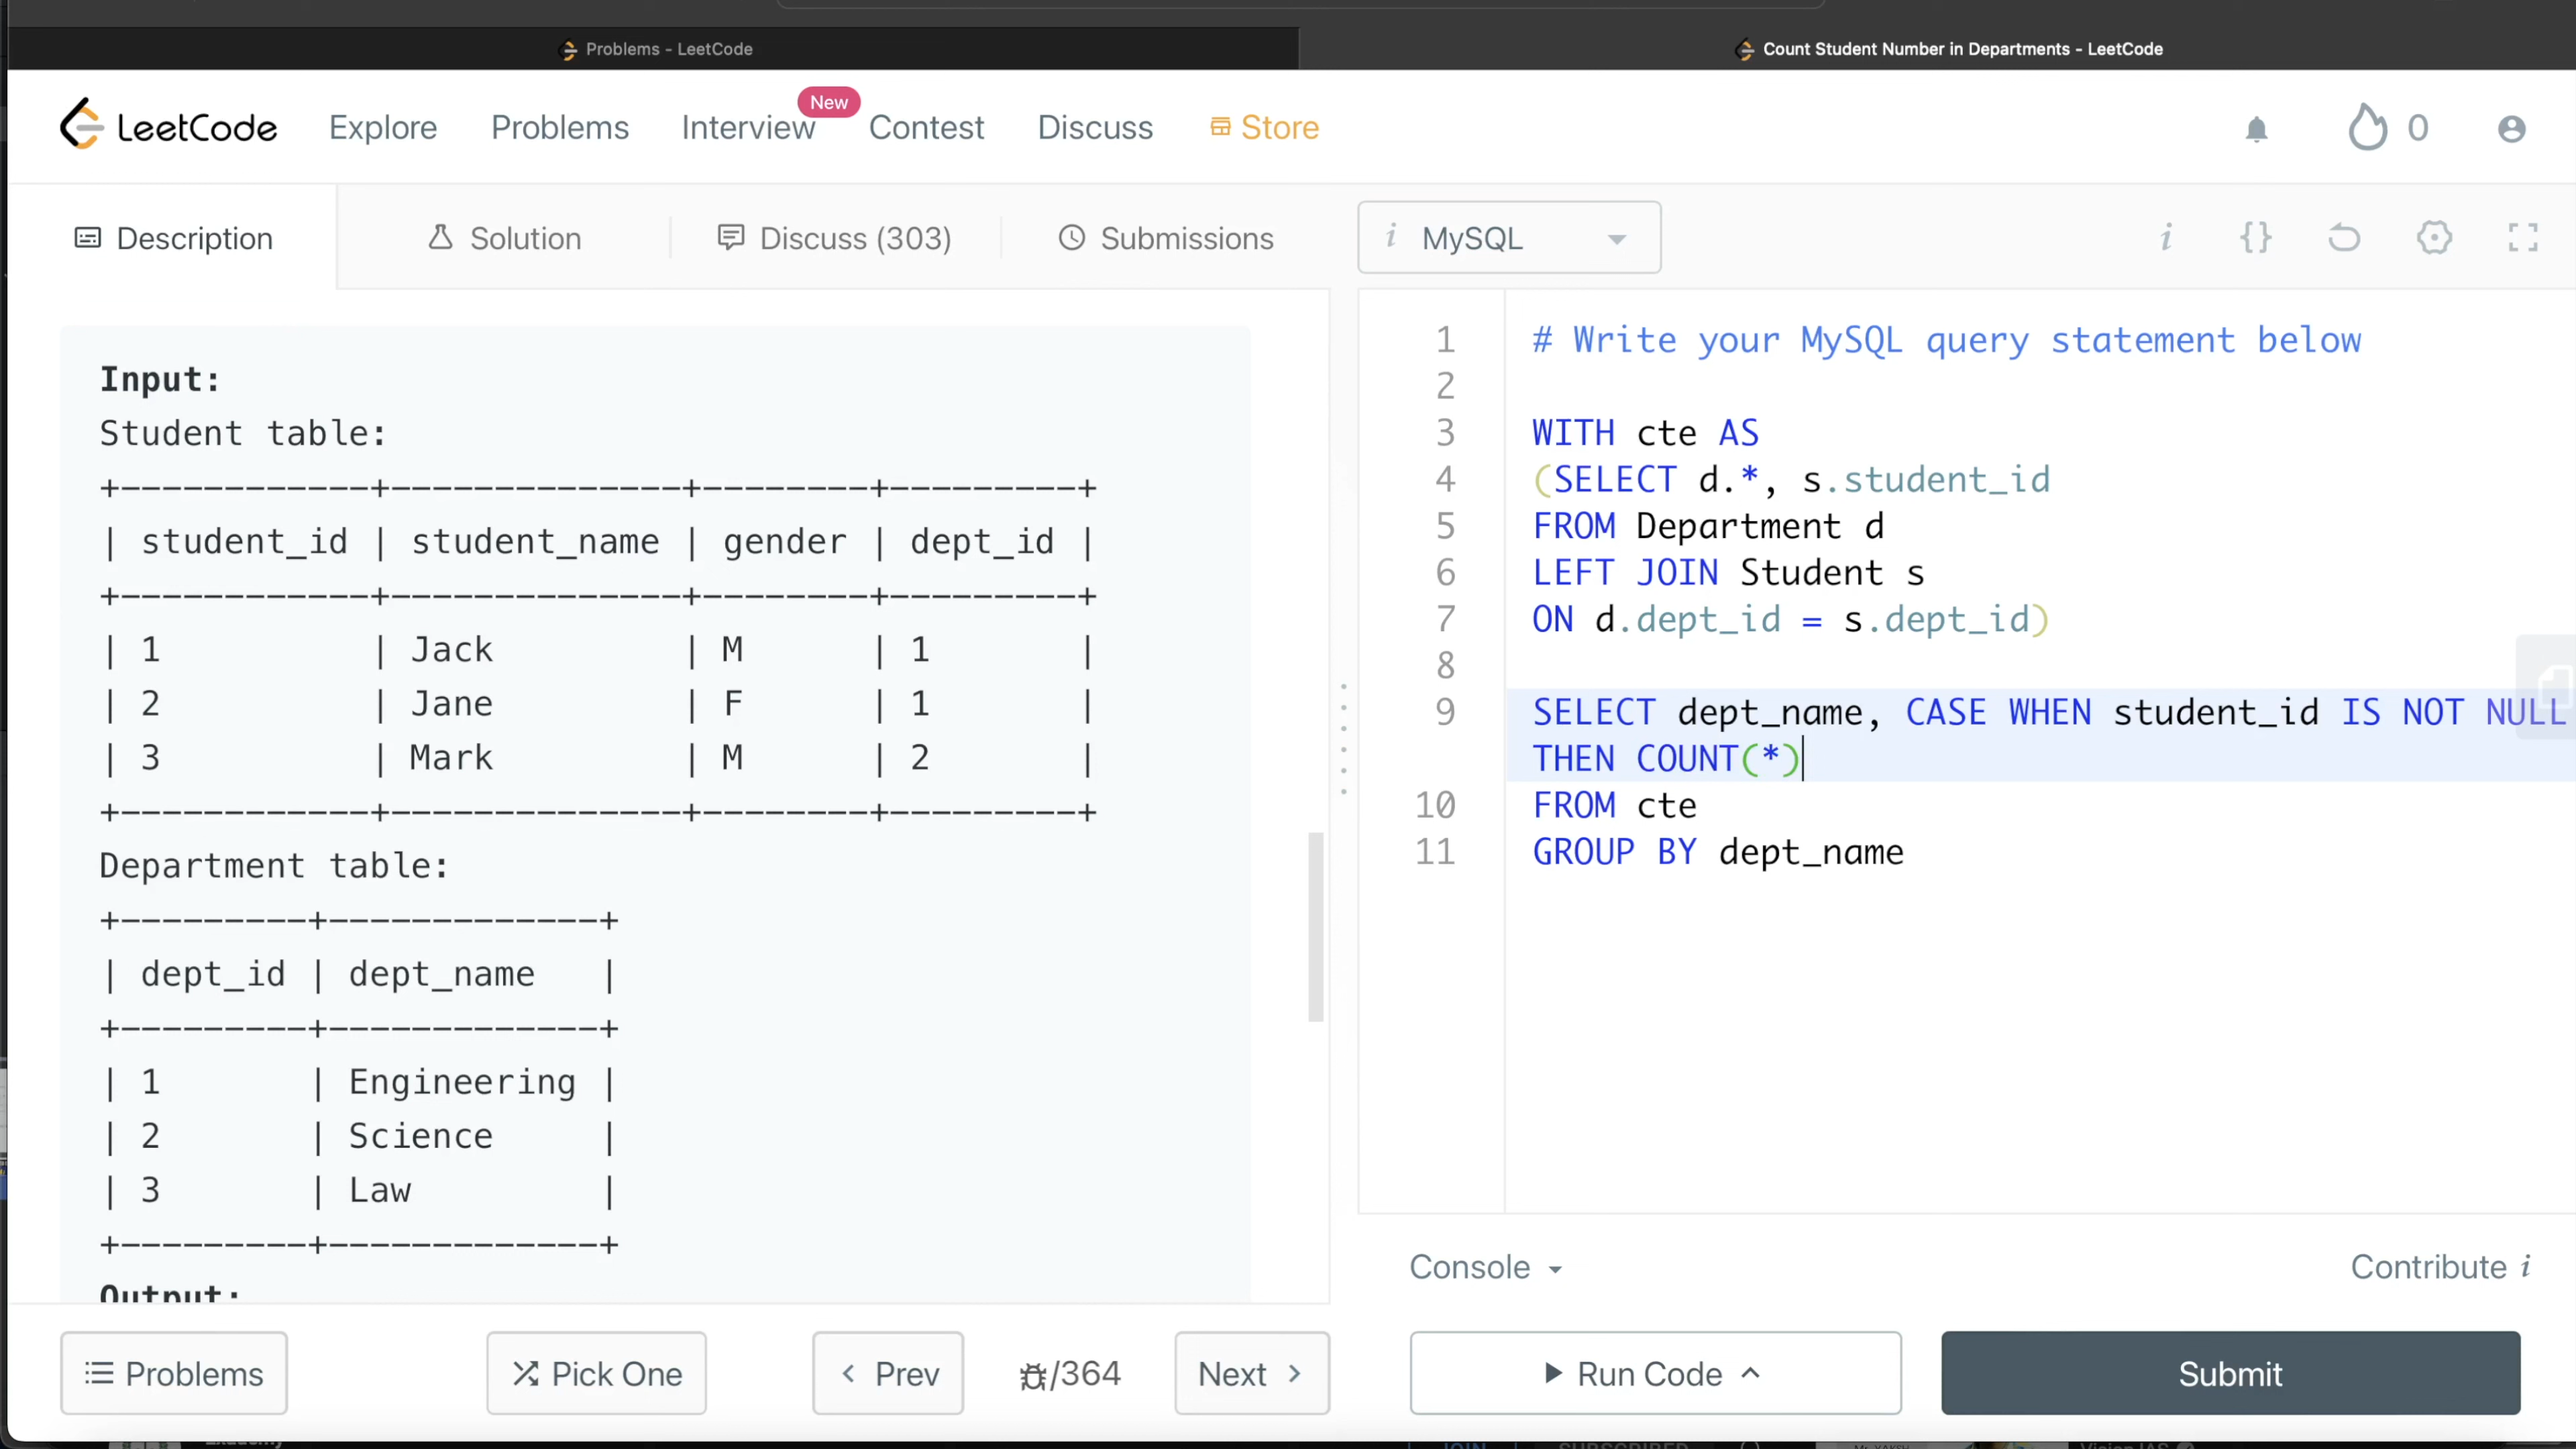 Problems - LeetCode
Count Student Number in Departments - LeetCode
LeetCode
Explore
Problems
Interview
New
Contest
Discuss
Store
0
Description
Solution
Discuss (303)
Submissions
i MySQL
i {}
Input:
Student table:
+------------+--------------+--------+---------+
| student_id | student_name | gender | dept_id |
+------------+--------------+--------+---------+
| 1          | Jack         | M      | 1       |
| 2          | Jane         | F      | 1       |
| 3          | Mark         | M      | 2       |
+------------+--------------+--------+---------+
Department table:
+---------+-------------+
| dept_id | dept_name   |
+---------+-------------+
| 1       | Engineering |
| 2       | Science     |
| 3       | Law         |
+---------+-------------+
Output:
1 # Write your MySQL query statement below
2
3 WITH cte AS
4 (SELECT d.*, s.student_id
5 FROM Department d
6 LEFT JOIN Student s
7 ON d.dept_id = s.dept_id)
8
9 SELECT dept_name, CASE WHEN student_id IS NOT NULL
THEN COUNT(*)
10 FROM cte
11 GROUP BY dept_name
Console
Contribute i
Problems
Pick One
Prev
/364
Next
Run Code
Submit